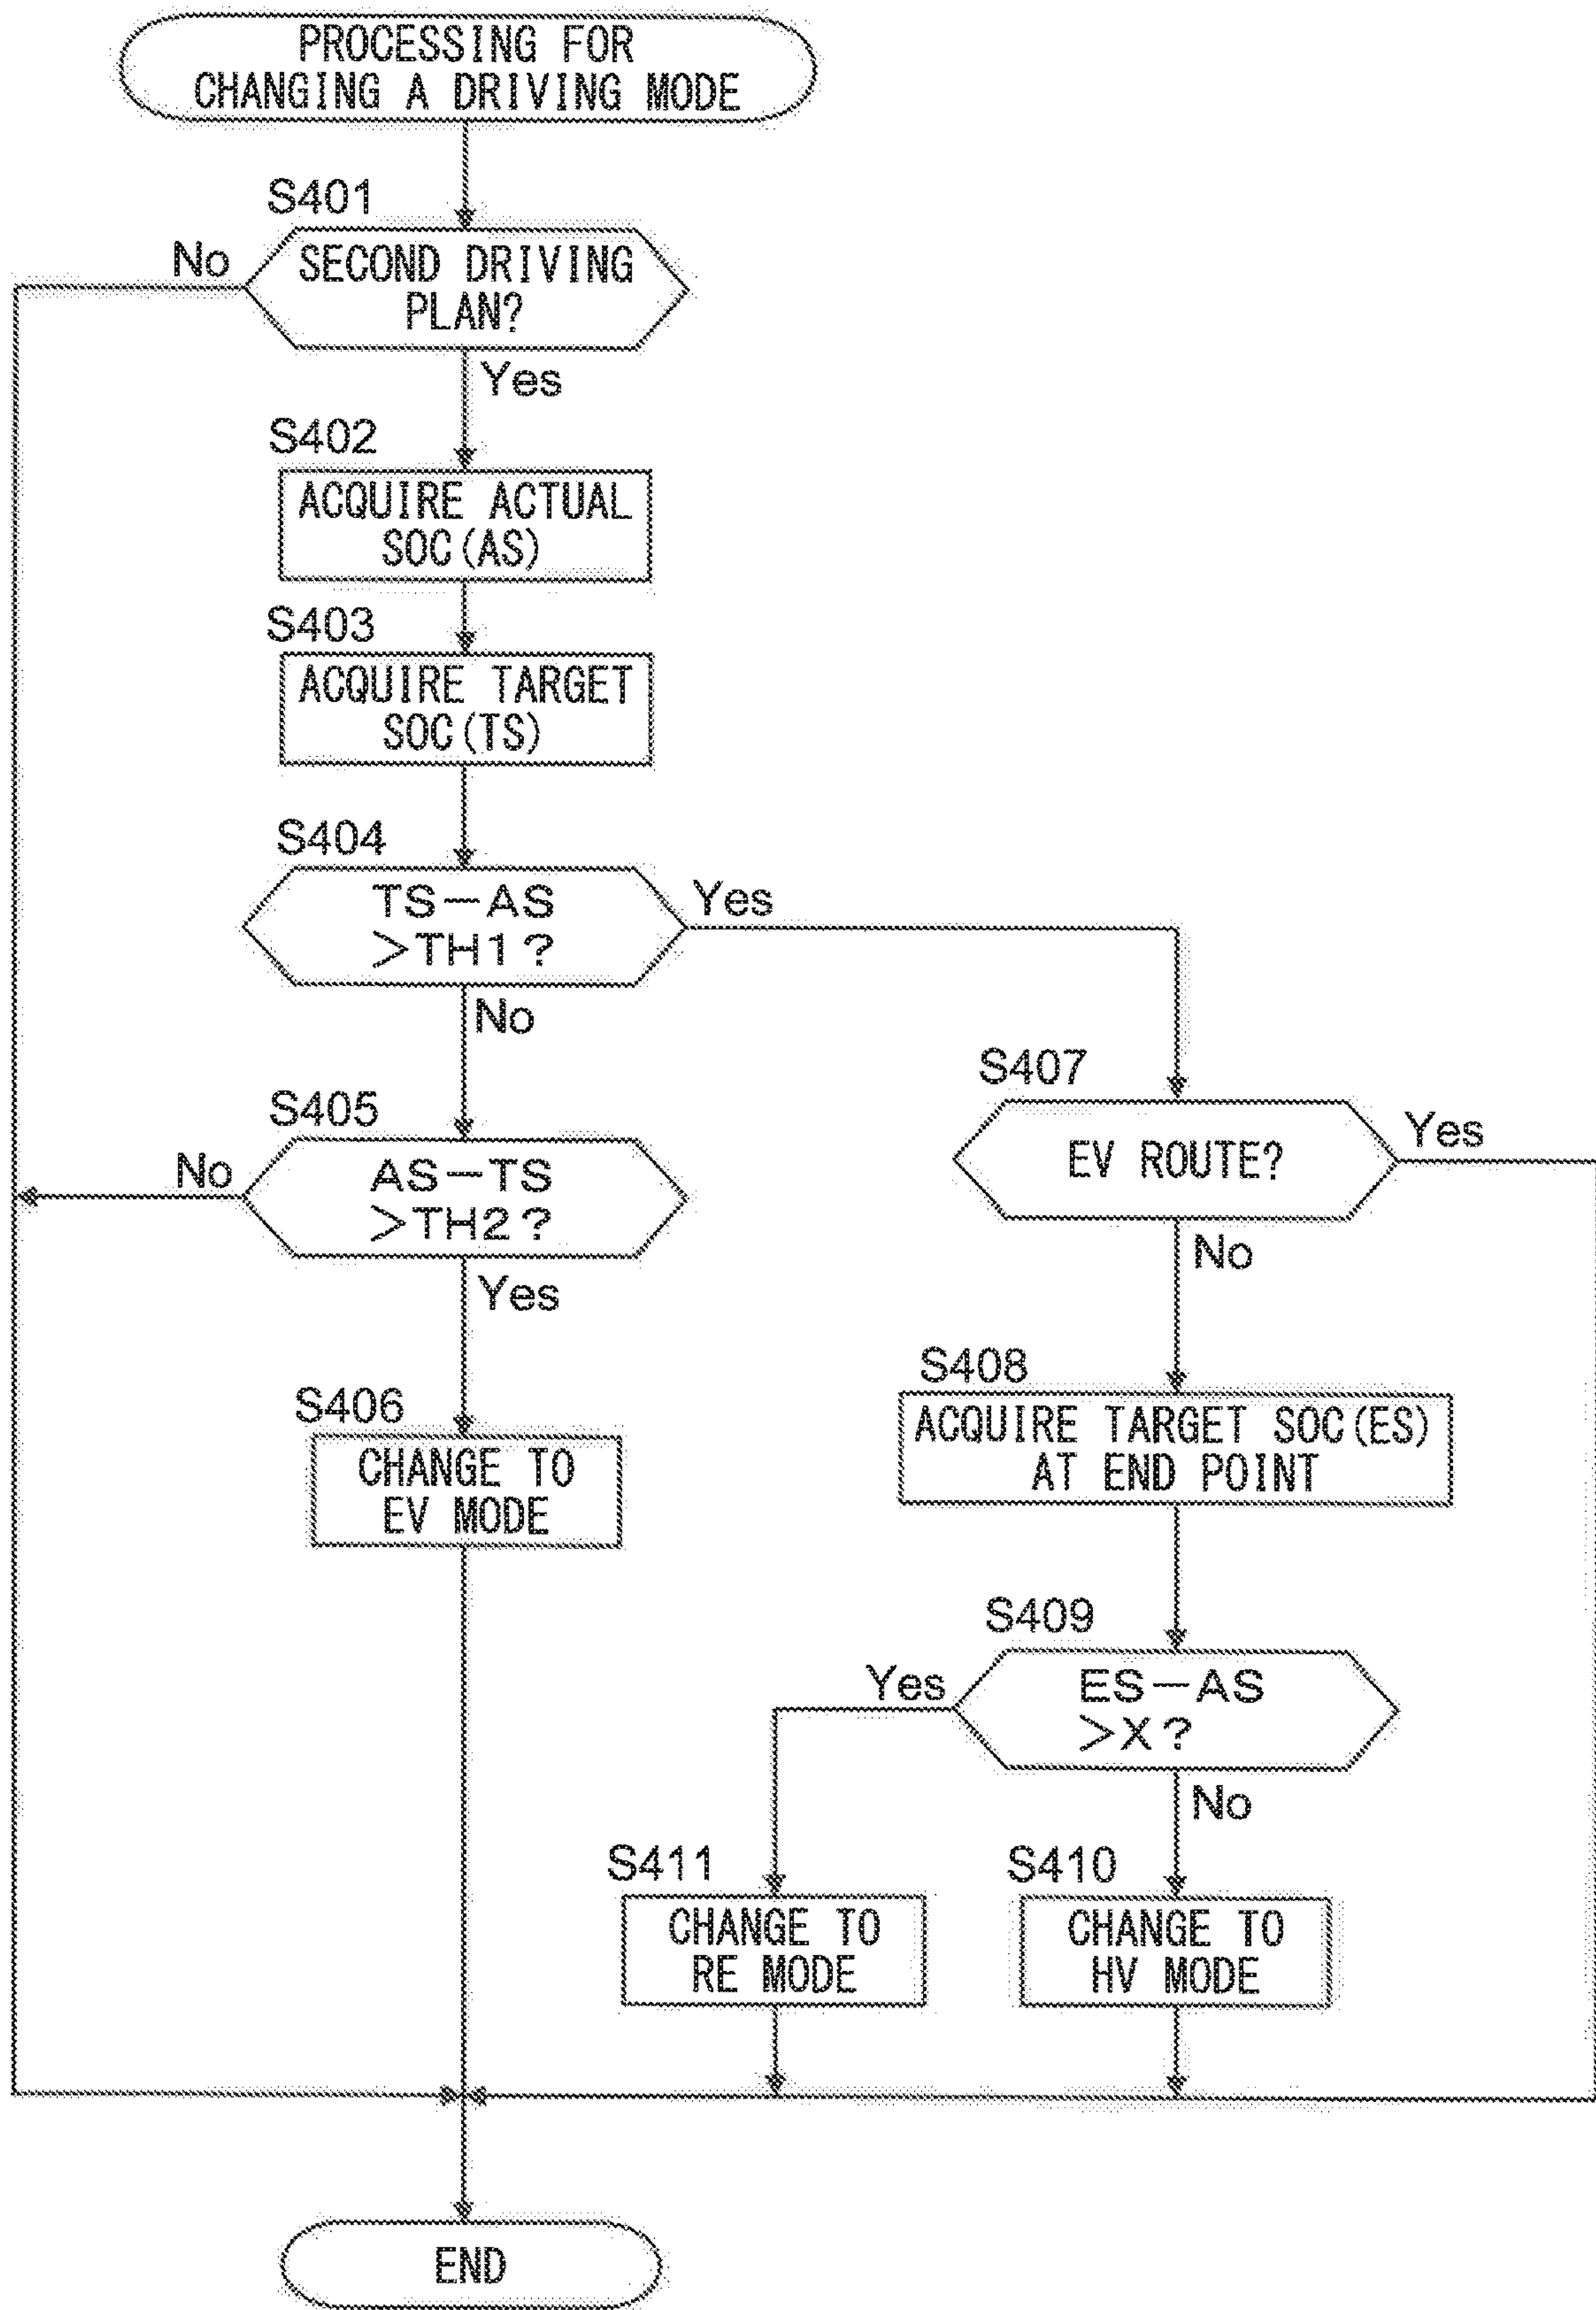 PROCESSING FOR
CHANGING A DRIVING MODE
S401
No
SECOND DRIVING
PLAN?
Yes
S402
ACQUIRE ACTUAL
SOC(AS)
S403
ACQUIRE TARGET
SOC(TS)
S404
TS－AS
＞TH1?
Yes
No
S405
No
AS－TS
＞TH2?
Yes
S406
CHANGE TO
EV MODE
S407
EV ROUTE?
Yes
No
S408
ACQUIRE TARGET SOC(ES)
AT END POINT
S409
Yes
ES－AS
＞X?
No
S411
CHANGE TO
RE MODE
S410
CHANGE TO
HV MODE
END